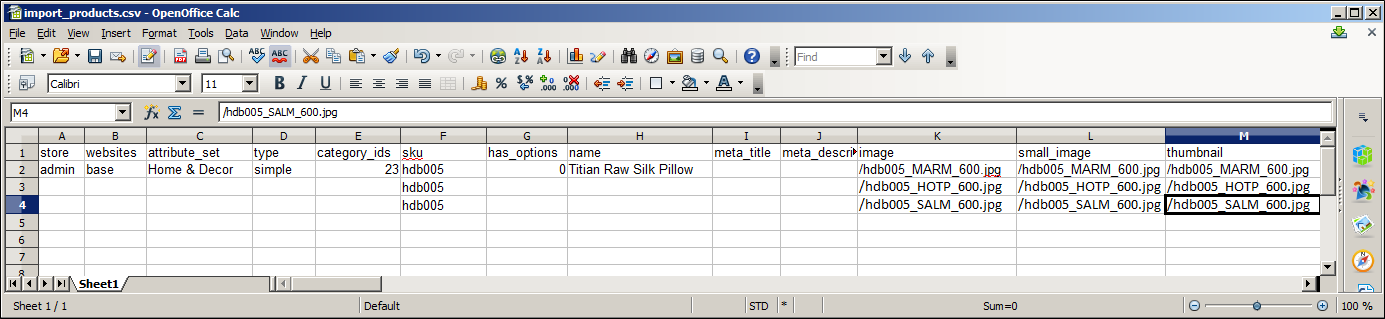 import_products.csv - OpenOffice Calc
File Edit View Insert Format Tools Data Window Help
Find
Calibri 11
M4 /hdb005_SALM_600.jpg
A B C D E F G H I J K L M
1 store websites attribute_set type category_ids sku has_options name meta_title meta_descri image small_image thumbnail
2 admin base Home & Decor simple 23 hdb005 0 Titian Raw Silk Pillow /hdb005_MARM_600.jpg /hdb005_MARM_600.jpg /hdb005_MARM_600.jpg
3 hdb005 /hdb005_HOTP_600.jpg /hdb005_HOTP_600.jpg /hdb005_HOTP_600.jpg
4 hdb005 /hdb005_SALM_600.jpg /hdb005_SALM_600.jpg /hdb005_SALM_600.jpg
5
6
7
8
Sheet1
Sheet 1 / 1 Default STD * Sum=0 100 %